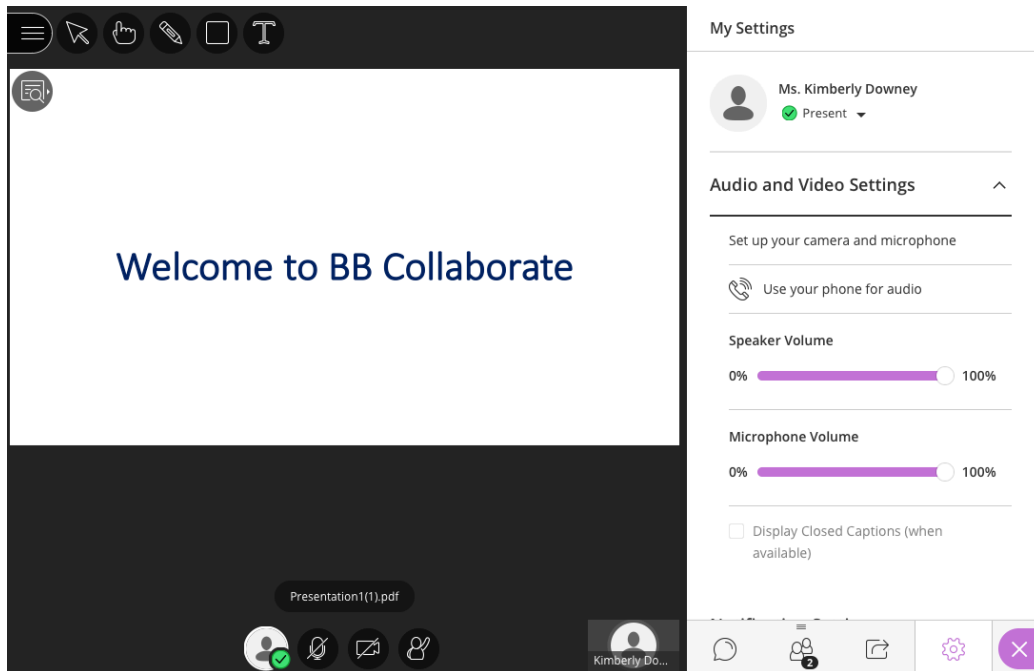 T
Welcome to BB Collaborate
Presentation1(1).pdf
Kimberly Do...
My Settings
Ms. Kimberly Downey
Present
Audio and Video Settings
Set up your camera and microphone
Use your phone for audio
Speaker Volume
0% 100%
Microphone Volume
0% 100%
Display Closed Captions (when
available)
2